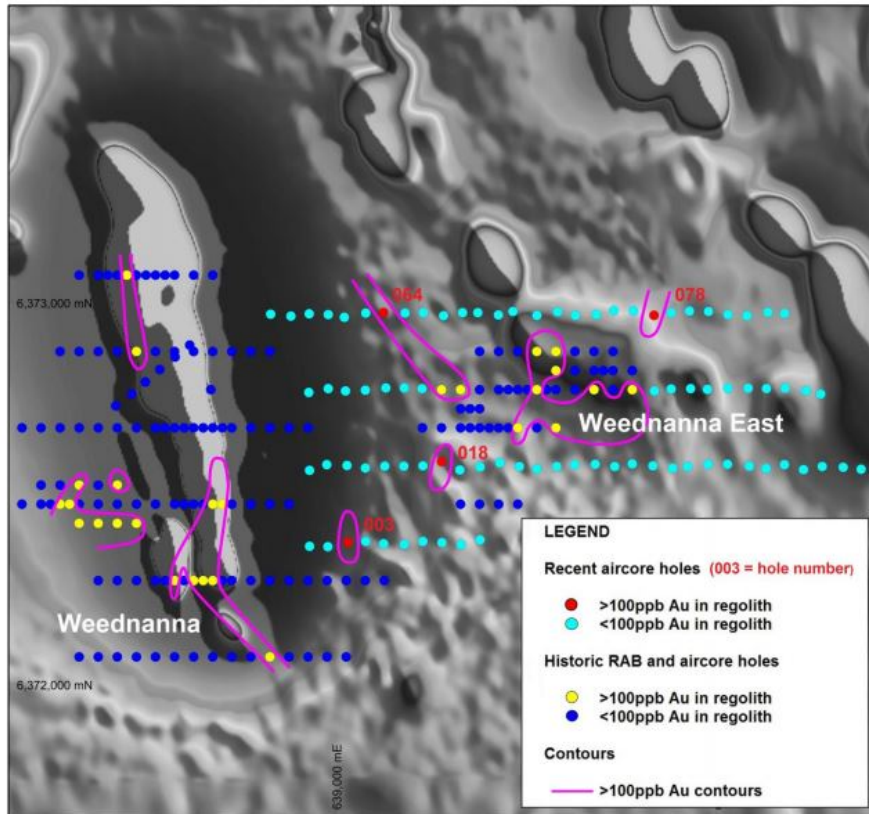 6,373,000 mN
064
078
Weednanna East
018
003
Weednanna
6,372,000 mN
639,000 mE
LEGEND
Recent aircore holes (003 = hole number)
>100ppb Au in regolith
<100ppb Au in regolith
Historic RAB and aircore holes
>100ppb Au in regolith
<100ppb Au in regolith
Contours
>100ppb Au contours